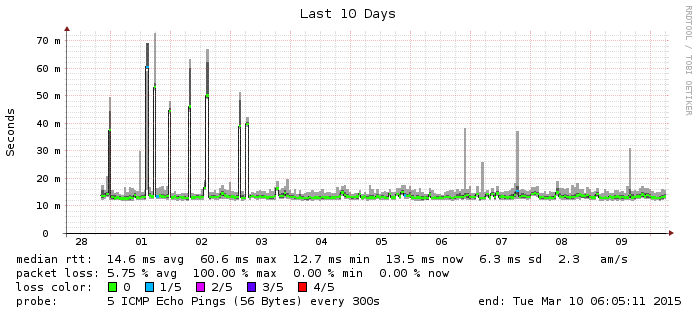 Last 10 Days
RRDTOOL / TOBI OETIKER
Seconds
70 m
60 m
50 m
40 m
30 m
20 m
10 m
0
28 01 02 03 04 05 06 07 08 09
median rtt: 14.6 ms avg 60.6 ms max 12.7 ms min 13.5 ms now 6.3 ms sd 2.3 am/s
packet loss: 5.75 % avg 100.00 % max 0.00 % min 0.00 % now
loss color: 0 1/5 2/5 3/5 4/5
probe: 5 ICMP Echo Pings (56 Bytes) every 300s end: Tue Mar 10 06:05:11 2015